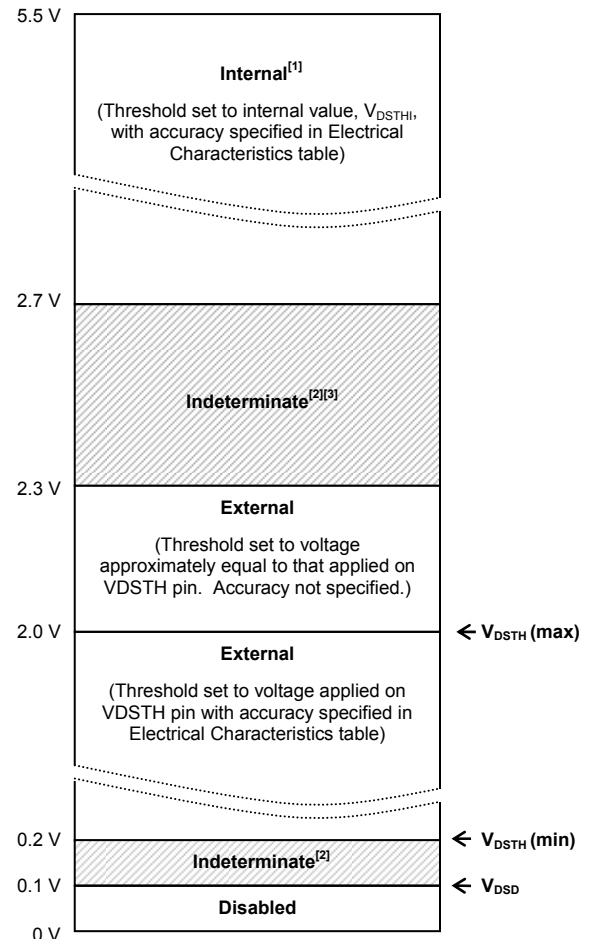 5.5 V
Internal[1]
(Threshold set to internal value, VDSTHI,
with accuracy specified in Electrical
Characteristics table)
2.7 V
Indeterminate[2][3]
2.3 V
External
(Threshold set to voltage
approximately equal to that applied on
VDSTH pin. Accuracy not specified.)
2.0 V
← VDSTH (max)
External
(Threshold set to voltage applied on
VDSTH pin with accuracy specified in
Electrical Characteristics table)
0.2 V
← VDSTH (min)
Indeterminate[2]
0.1 V
← VDSD
Disabled
0 V